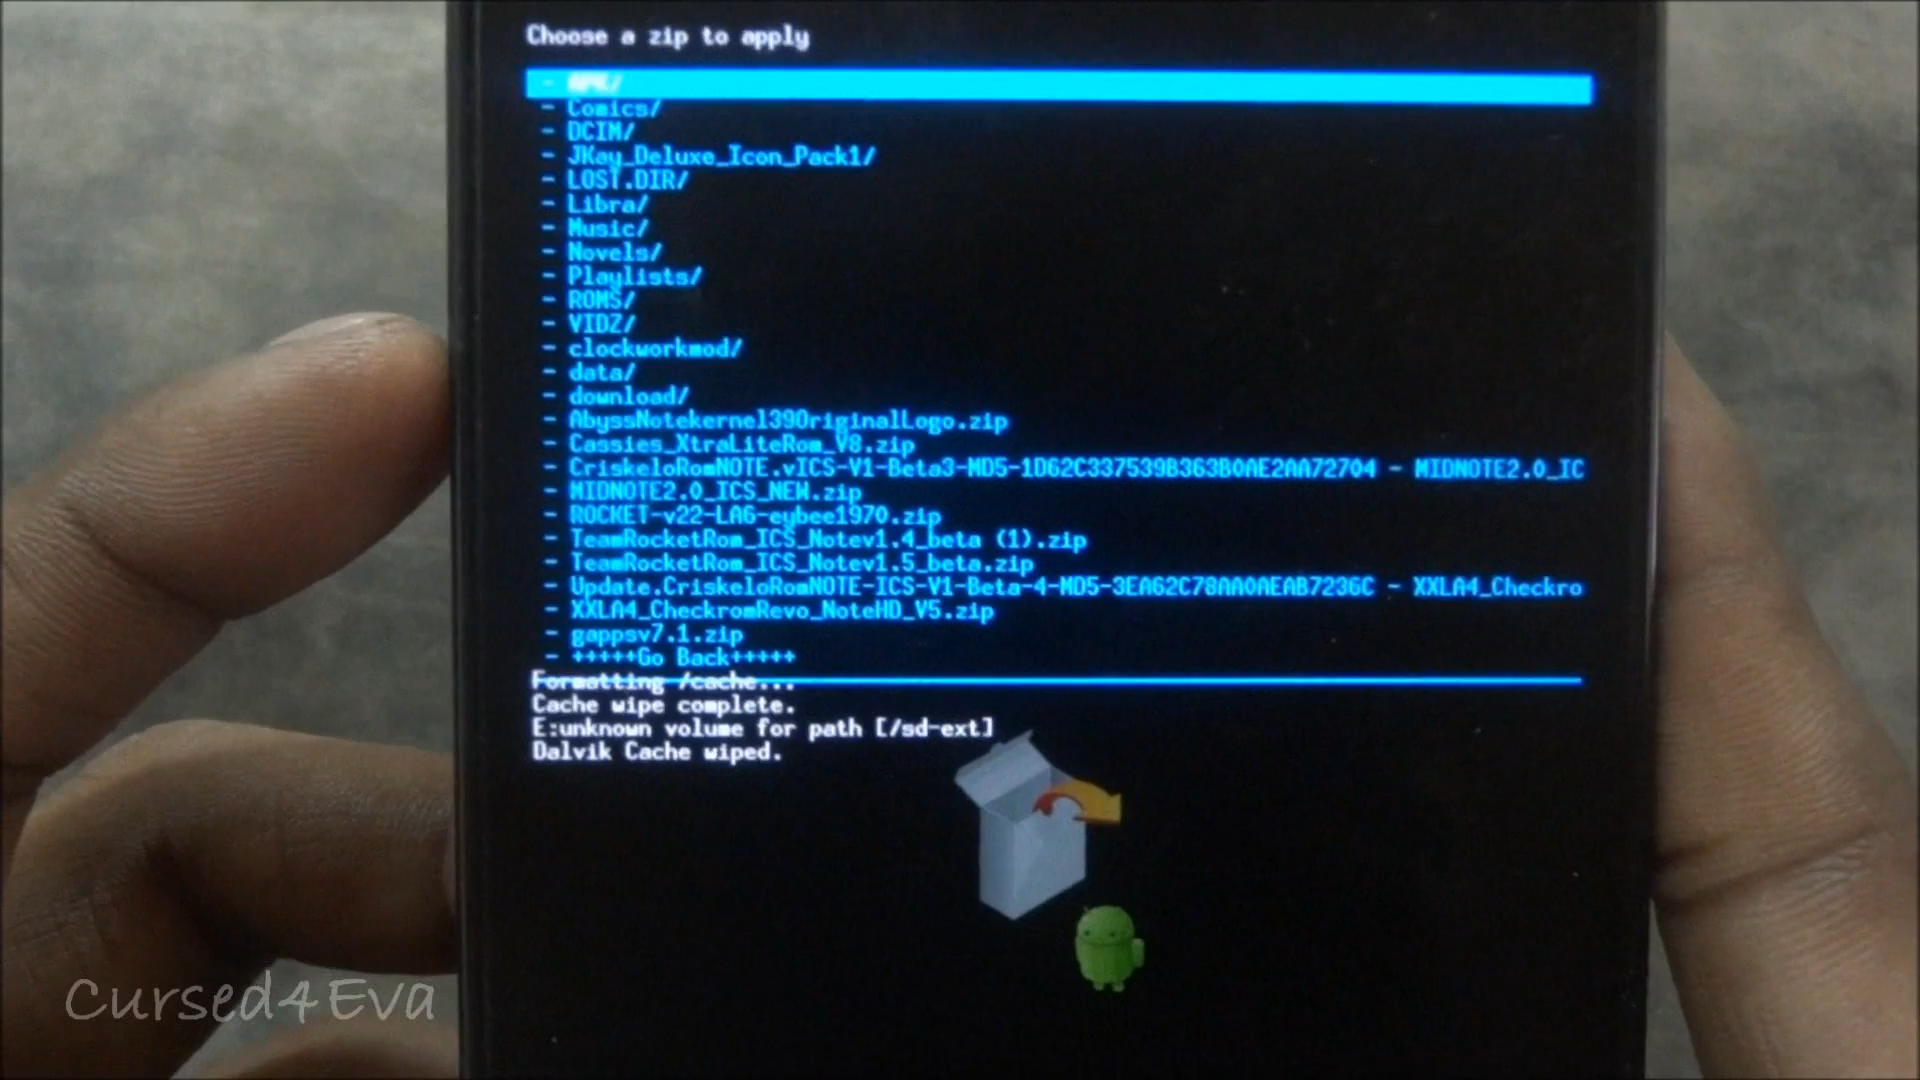 Choose a zip to apply
- APK/
- Comics/
- DCIM/
- JKay_Deluxe_Icon_Pack1/
- LOST.DIR/
- Libra/
- Music/
- Novels/
- Playlists/
- ROMS/
- VIDZ/
- clockworkmod/
- data/
- download/
- AbyssNotekernel39OriginalLogo.zip
- Cassies_XtraLiteRom_V8.zip
- CriskeloRomNOTE.vICS-V1-Beta3-MD5-1D62C337539B363B0AE2AA72704 - MIDNOTE2.0_IC
- MIDNOTE2.0_ICS_NEW.zip
- ROCKET-v22-LA6-eybee1970.zip
- TeamRocketRom_ICS_Notev1.4_beta (1).zip
- TeamRocketRom_ICS_Notev1.5_beta.zip
- Update.CriskeloRomNOTE-ICS-V1-Beta-4-MD5-3EA62C78AA0AEAB7236C - XXLA4_Checkro
- XXLA4_CheckromRevo_NoteHD_V5.zip
- gappsv7.1.zip
- +++++Go Back+++++
Formatting /cache...
Cache wipe complete.
E:unknown volume for path [/sd-ext]
Dalvik Cache wiped.
Cursed4Eva